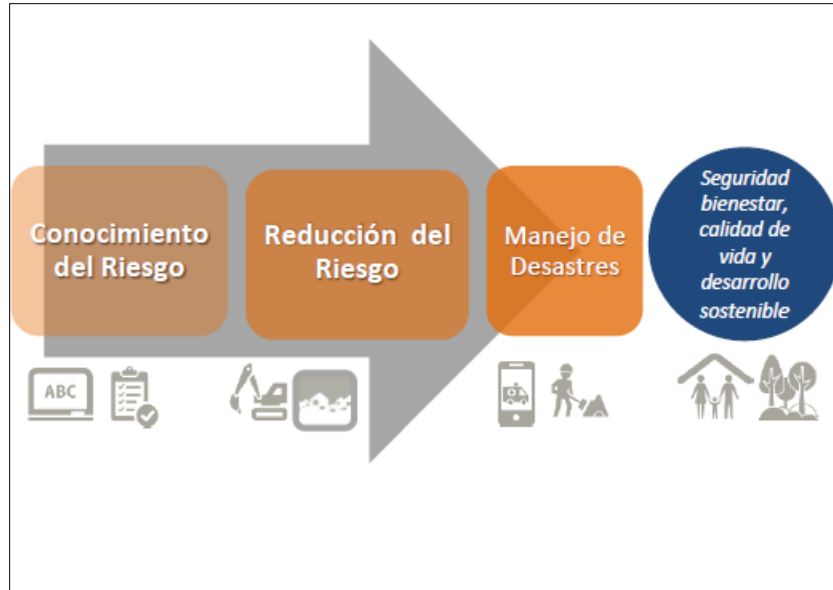 Conocimiento
del Riesgo
Reducción del
Riesgo
Manejo de
Desastres
Seguridad
bienestar,
calidad de
vida y
desarrollo
sostenible
ABC